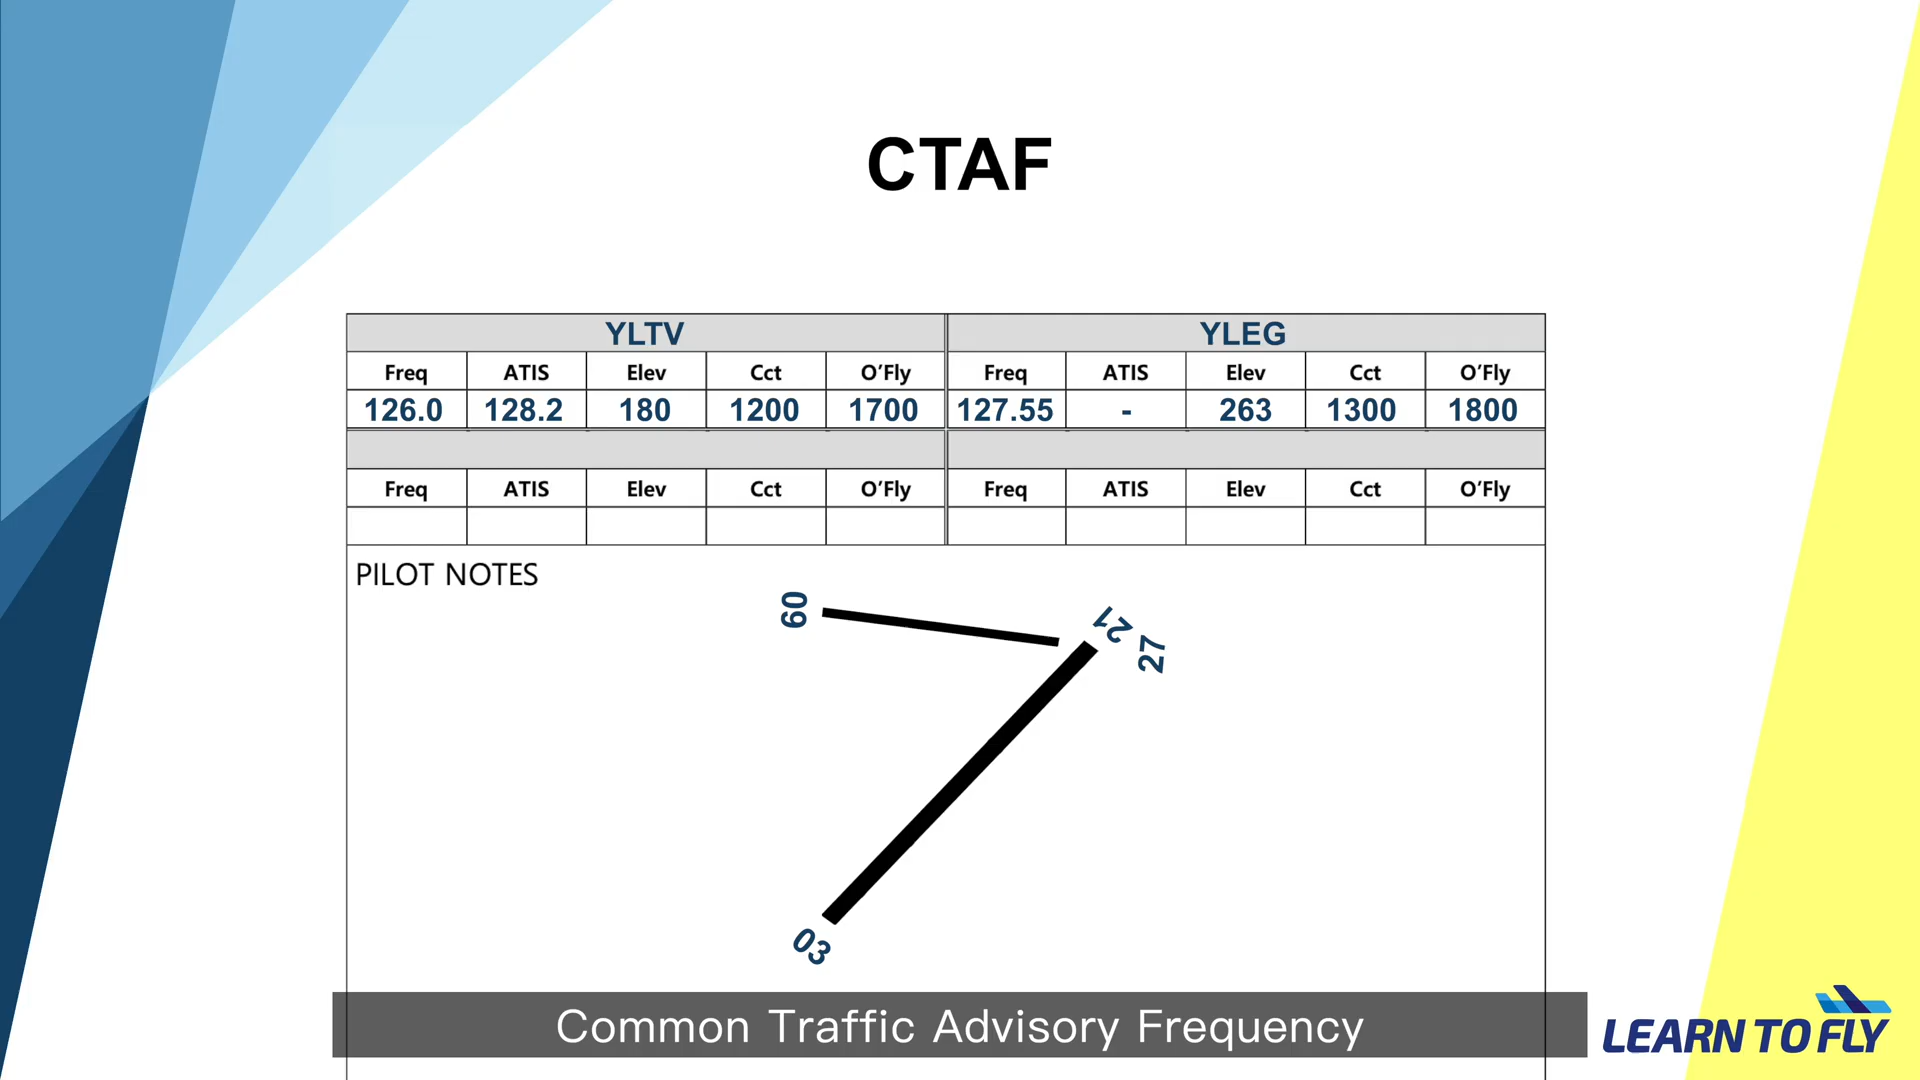 CTAF
YLTV YLEG
Freq ATIS Elev Cct O'Fly Freq ATIS Elev Cct O'Fly
126.0 128.2 180 1200 1700 127.55 - 263 1300 1800
Freq ATIS Elev Cct O'Fly Freq ATIS Elev Cct O'Fly
PILOT NOTES
09
21
27
03
Common Traffic Advisory Frequency
LEARN TO FLY